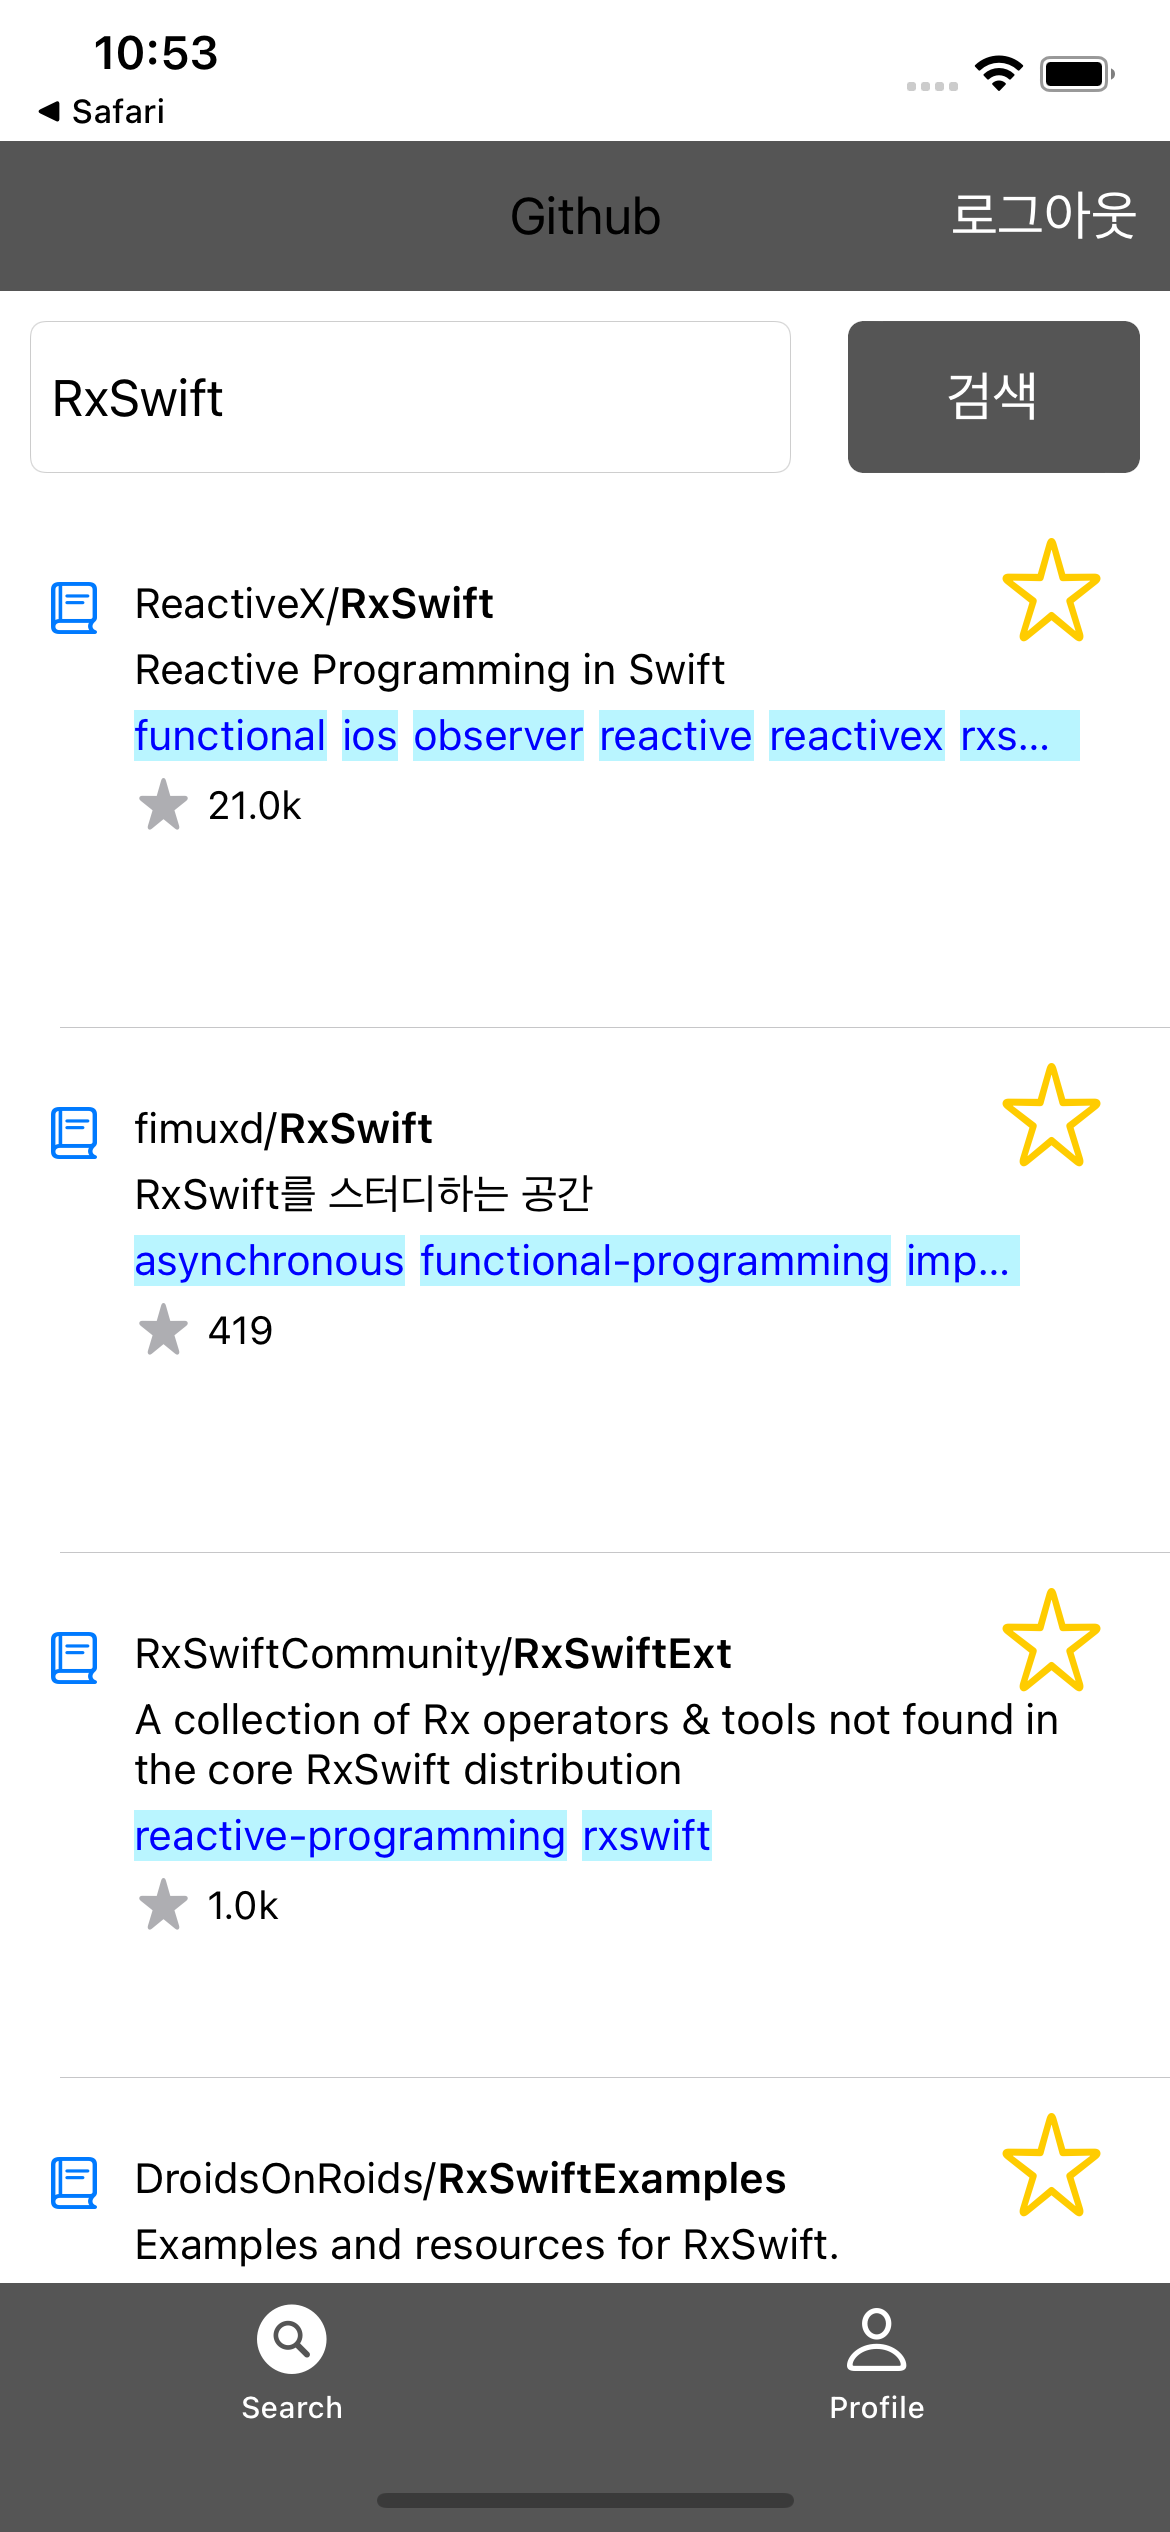 10:53
◀ Safari
Github
로그아웃
RxSwift
검색
ReactiveX/RxSwift
Reactive Programming in Swift
functional ios observer reactive reactivex rxs...
21.0k
fimuxd/RxSwift
RxSwift를 스터디하는 공간
asynchronous functional-programming imp...
419
RxSwiftCommunity/RxSwiftExt
A collection of Rx operators & tools not found in
the core RxSwift distribution
reactive-programming rxswift
1.0k
DroidsOnRoids/RxSwiftExamples
Examples and resources for RxSwift.
Search
Profile